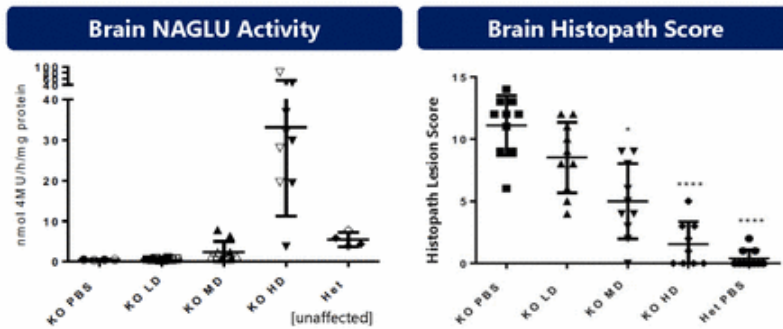 Brain NAGLU Activity
nmol 4MU/h/mg protein
100
40
40
30
20
10
0
KO PBS
KO LD
KO MD
KO HD
Het
[unaffected]
Brain Histopath Score
Histopath Lesion Score
15
10
5
0
*
****
****
KO PBS
KO LD
KO MD
KO HD
Het PBS